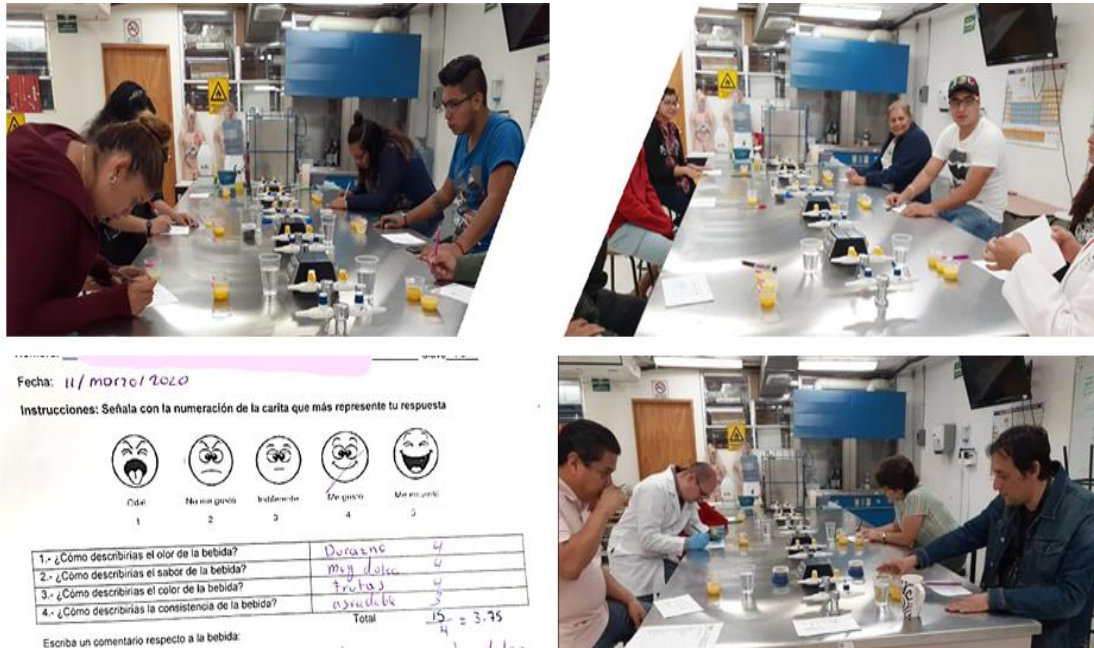 Fecha: 11/marzo/2020
Instrucciones: Señala con la numeración de la carita que más represente tu respuesta
Odié No me gustó Indiferente Me gustó Me encantó
1 2 3 4 5
1.- ¿Cómo describirías el olor de la bebida? Durazno 4
2.- ¿Cómo describirías el sabor de la bebida? muy dulce 4
3.- ¿Cómo describirías el color de la bebida? frutas 4
4.- ¿Cómo describirías la consistencia de la bebida? agradable 3
Total 15/4 = 3.75
Escriba un comentario respecto a la bebida: